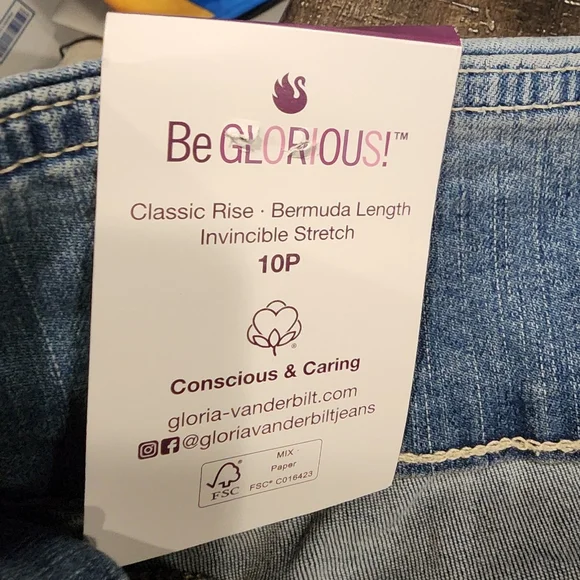 Be GLORIOUS!™
Classic Rise · Bermuda Length
Invincible Stretch
10P
®
Conscious & Caring
gloria-vanderbilt.com
@gloriavanderbiltjeans
FSC
MIX
Paper
FSC® C016423